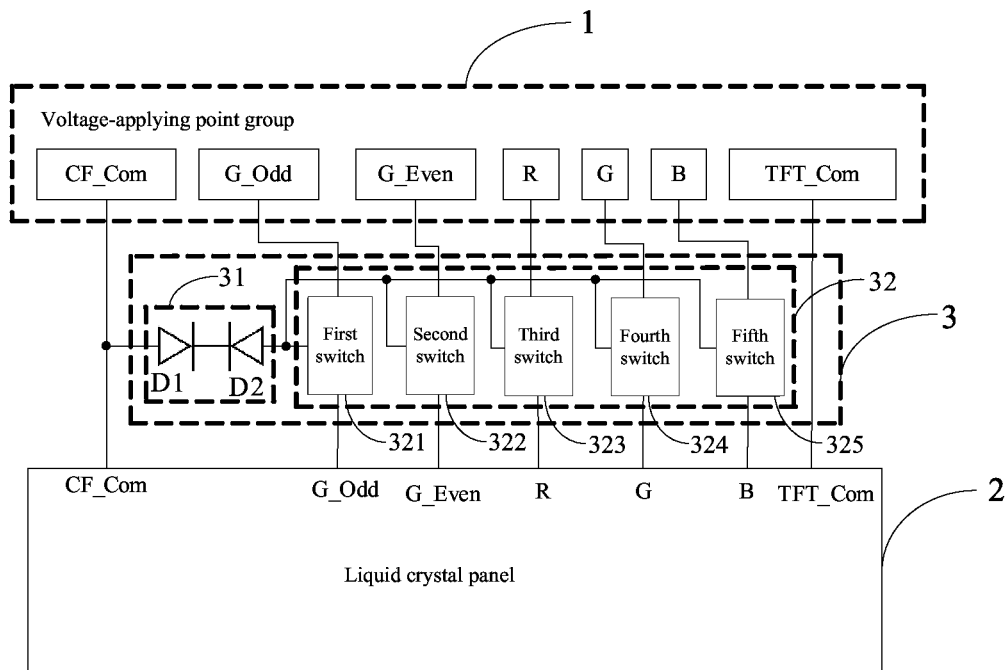 1
Voltage-applying point group
CF_Com
G_Odd
G_Even
R
G
B
TFT_Com
31
32
3
D1
D2
First
switch
Second
switch
Third
switch
Fourth
switch
Fifth
switch
321
322
323
324
325
CF_Com
G_Odd
G_Even
R
G
B
TFT_Com
2
Liquid crystal panel